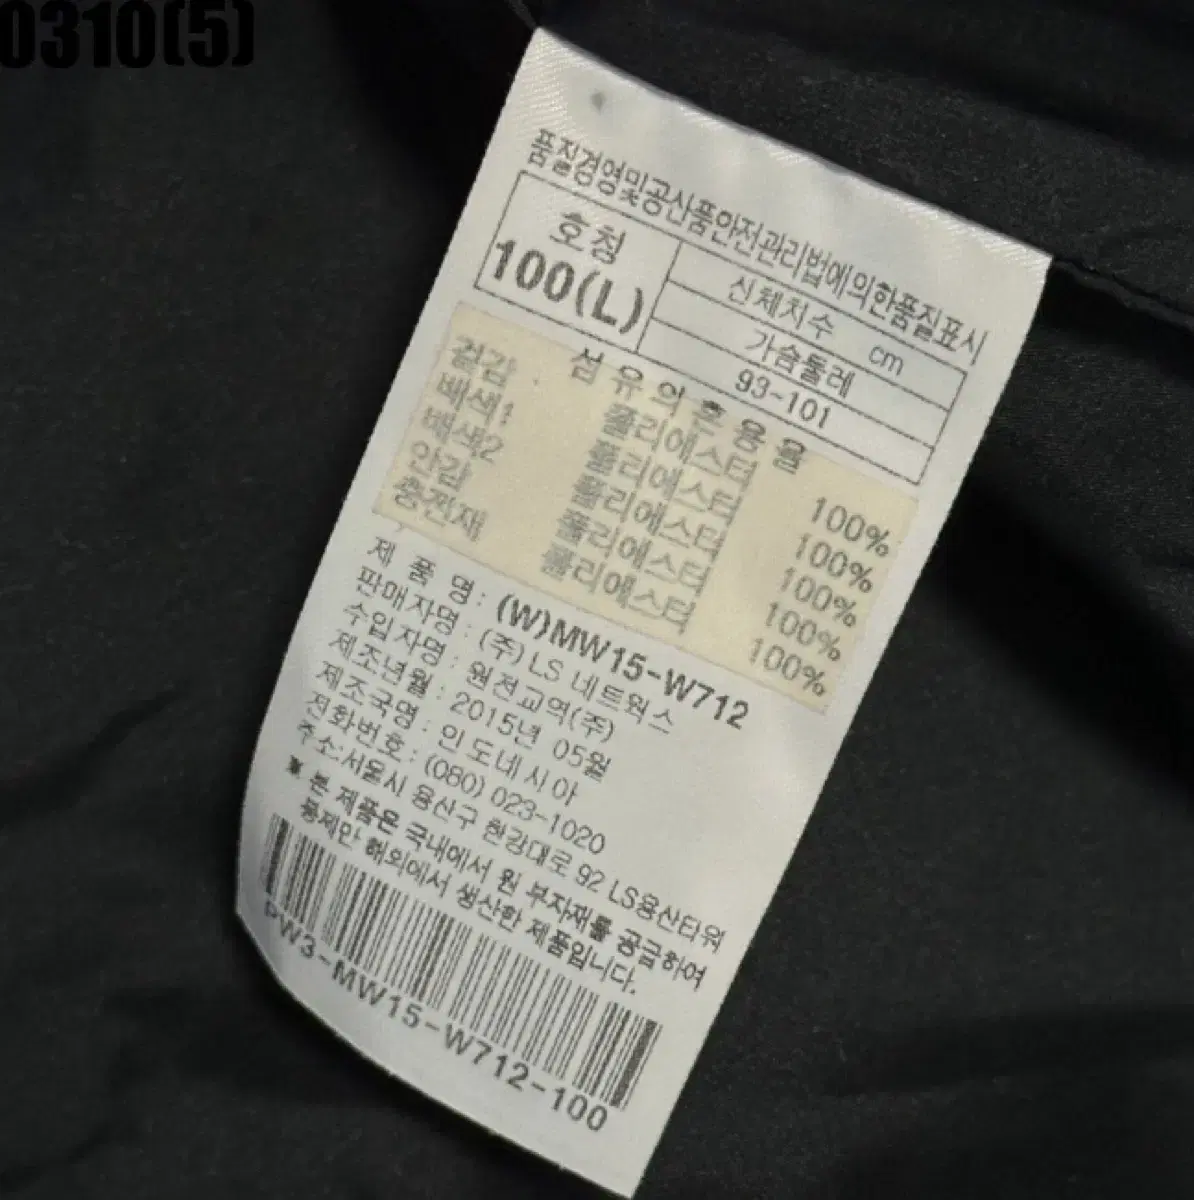 0310(5)
품질경영및공산품안전관리법에의한품질표시
호칭
100(L)
신체치수 cm
가슴둘레
93-101
섬유의혼용율
겉감 폴리에스터 100%
배색1 폴리에스터 100%
배색2 폴리에스터 100%
안감 폴리에스터 100%
충전재 폴리에스터 100%
제 품 명 : (W)MW15-W712
판매자명 : (주)LS 네트웍스
수입자명 : 원전교역(주)
제조년월 : 2015년 05월
제조국명 : 인도네시아
전화번호 : (080) 023-1020
주소:서울시 용산구 한강대로 92 LS용산타워
※ 본 제품은 국내에서 원 부자재를 공급하여
봉제만 해외에서 생산한 제품입니다.
PW3-MW15-W712-100